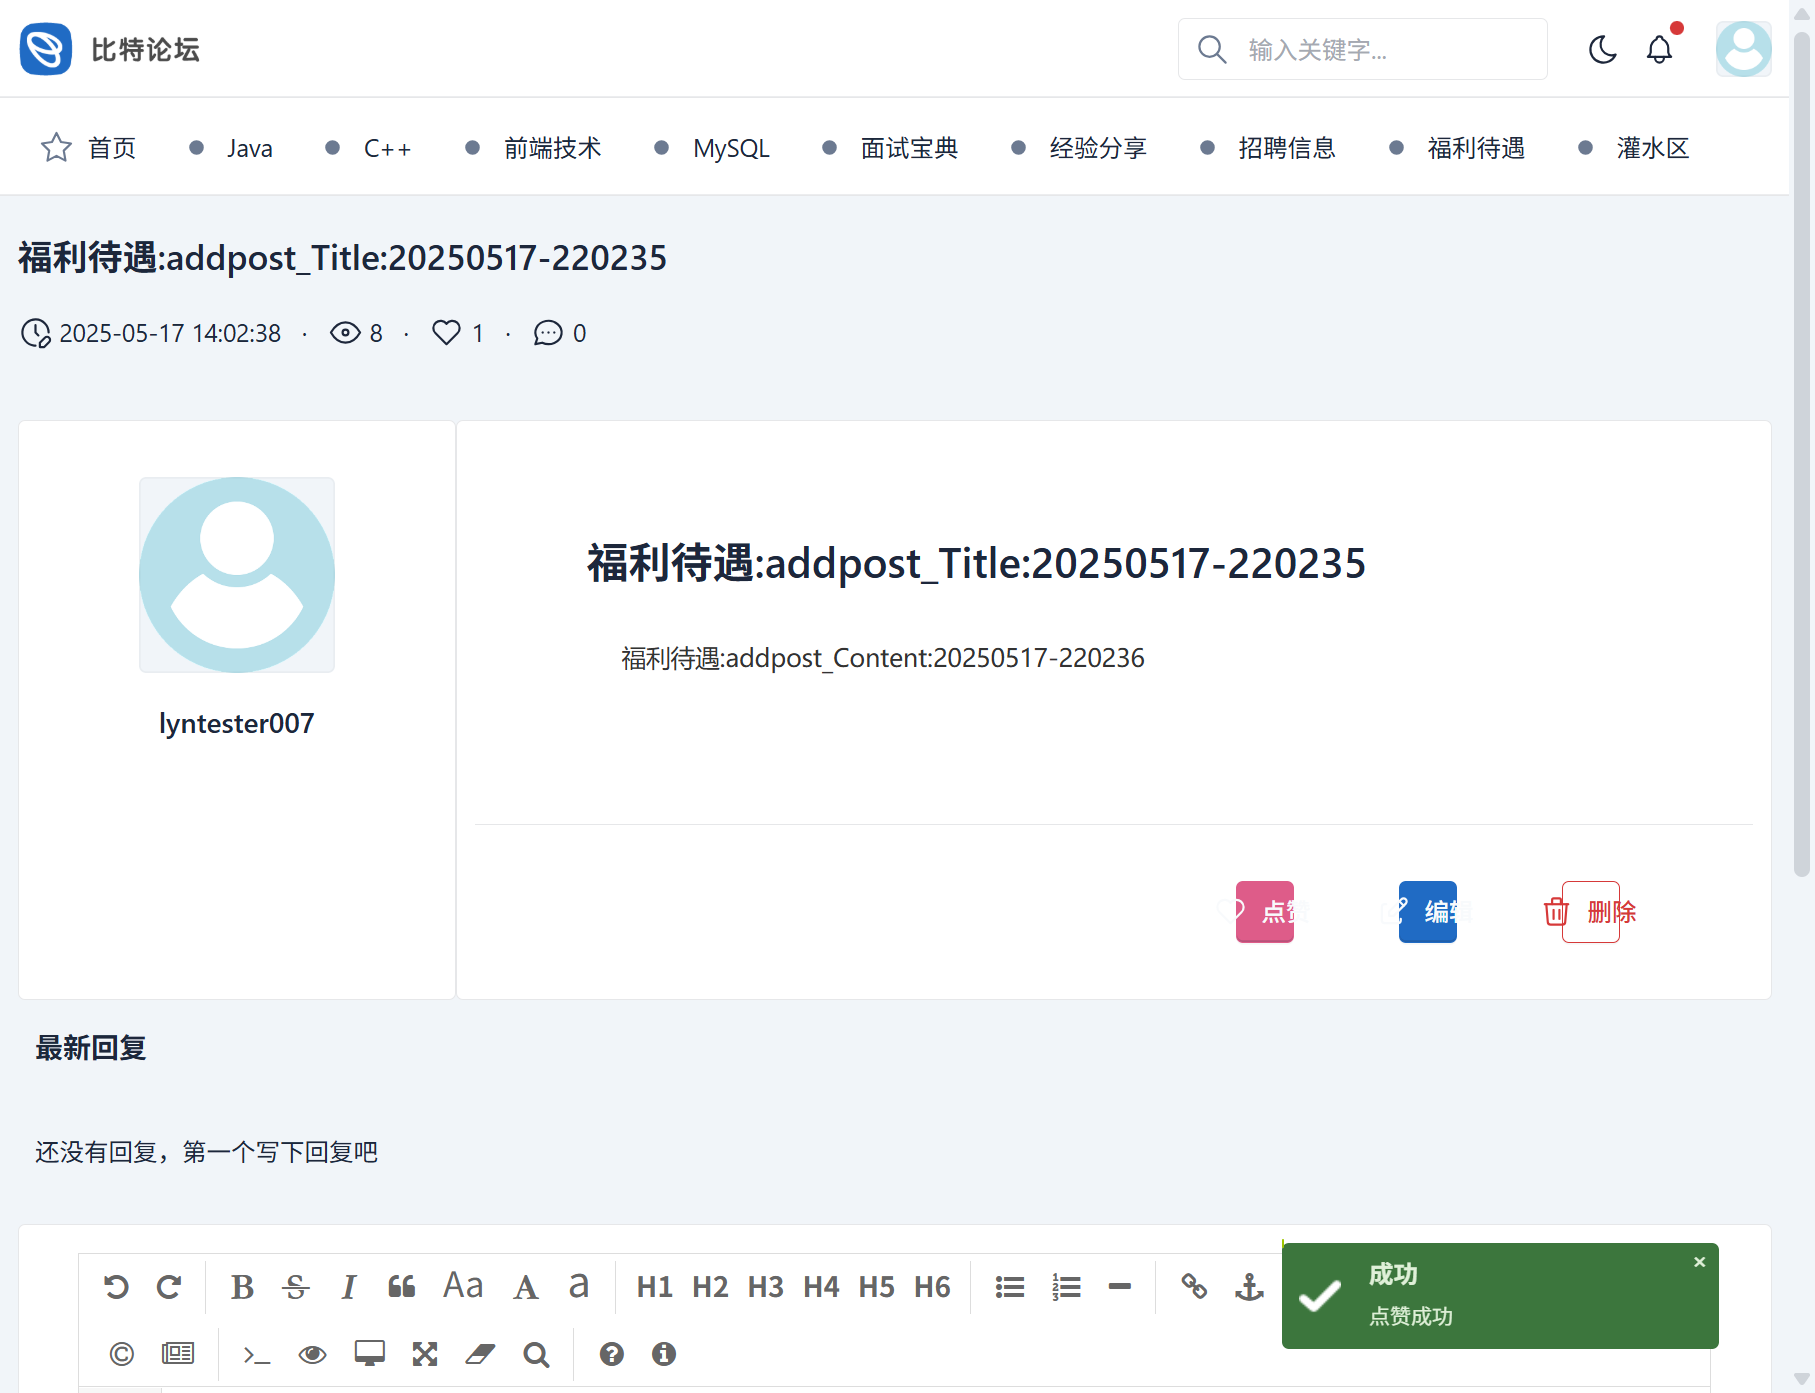 比特论坛
输入关键字...
首页 Java C++ 前端技术 MySQL 面试宝典 经验分享 招聘信息 福利待遇 灌水区
福利待遇:addpost_Title:20250517-220235
2025-05-17 14:02:38 · 8 · 1 · 0
福利待遇:addpost_Title:20250517-220235
福利待遇:addpost_Content:20250517-220236
lyntester007
点赞 编辑 删除
最新回复
还没有回复，第一个写下回复吧
B S I Aa A a H1 H2 H3 H4 H5 H6
成功
点赞成功